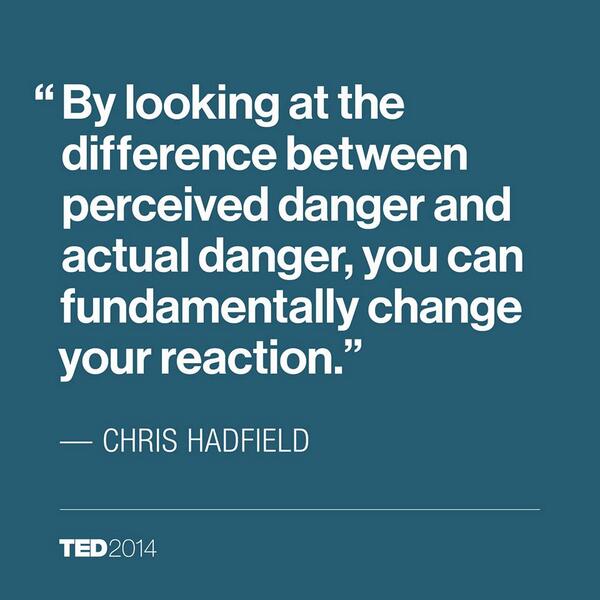 “By looking at the
difference between
perceived danger and
actual danger, you can
fundamentally change
your reaction.”
— CHRIS HADFIELD
TED2014